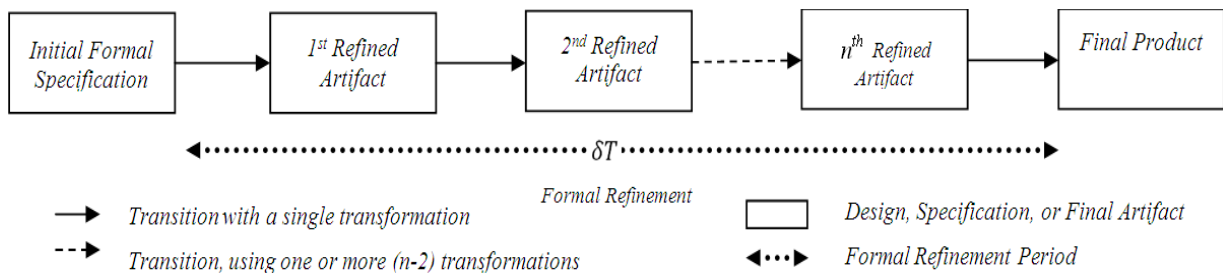 Initial Formal
Specification
1st Refined
Artifact
2nd Refined
Artifact
nth Refined
Artifact
Final Product
δT
Formal Refinement
Transition with a single transformation
Design, Specification, or Final Artifact
Transition, using one or more (n-2) transformations
Formal Refinement Period